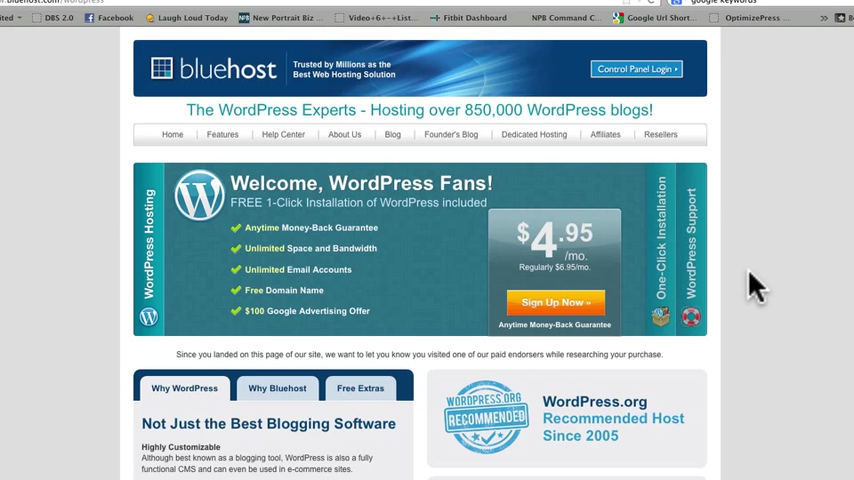 .bluehost.com/wordpress
google keywords
DBS 2.0
Facebook
Laugh Loud Today
New Portrait Biz ...
Video+6+–+List...
Fitbit Dashboard
NPB Command C...
Google Url Short...
OptimizePress ...
bluehost
Trusted by Millions as the
Best Web Hosting Solution
Control Panel Login
The WordPress Experts - Hosting over 850,000 WordPress blogs!
Home Features Help Center About Us Blog Founder's Blog Dedicated Hosting Affiliates Resellers
WordPress Hosting
Welcome, WordPress Fans!
FREE 1-Click Installation of WordPress included
Anytime Money-Back Guarantee
Unlimited Space and Bandwidth
Unlimited Email Accounts
Free Domain Name
$100 Google Advertising Offer
$4.95
/mo.
Regularly $6.95/mo.
Sign Up Now »
Anytime Money-Back Guarantee
One-Click Installation
WordPress Support
Since you landed on this page of our site, we want to let you know you visited one of our paid endorsers while researching your purchase.
Why WordPress
Why Bluehost
Free Extras
Not Just the Best Blogging Software
Highly Customizable
Although best known as a blogging tool, WordPress is also a fully
functional CMS and can even be used in e-commerce sites.
WORDPRESS.ORG
RECOMMENDED
WordPress.org
Recommended Host
Since 2005